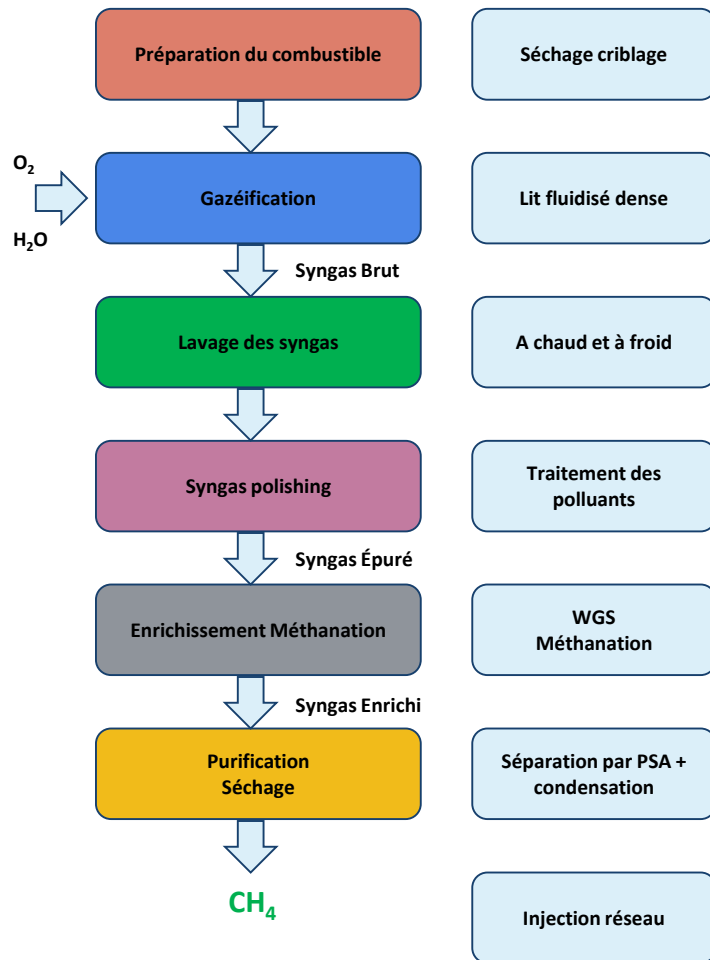 Préparation du combustible
Séchage criblage
O₂
H₂O
Gazéification
Lit fluidisé dense
Syngas Brut
Lavage des syngas
A chaud et à froid
Syngas polishing
Traitement des
polluants
Syngas Épuré
Enrichissement Méthanation
WGS
Méthanation
Syngas Enrichi
Purification
Séchage
Séparation par PSA +
condensation
CH₄
Injection réseau